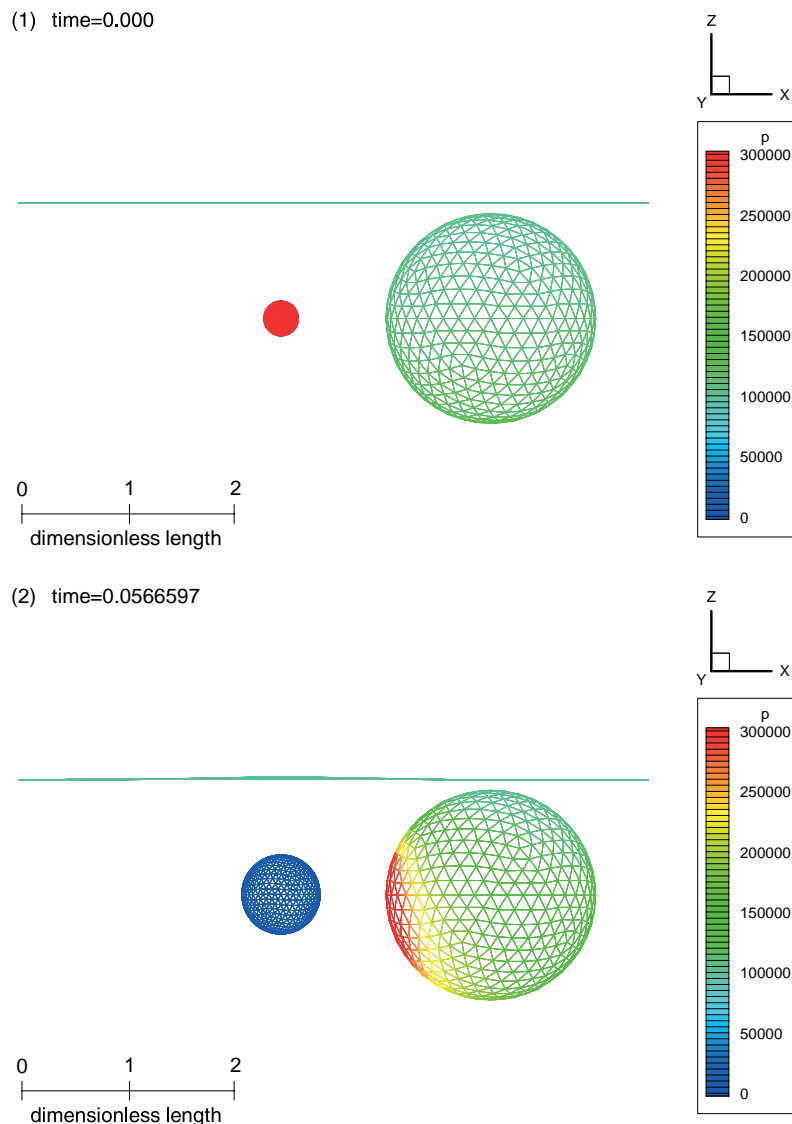 (1) time=0.000
Z
Y
X
p
300000
250000
200000
150000
100000
50000
0
0 1 2
dimensionless length
(2) time=0.0566597
Z
Y
X
p
300000
250000
200000
150000
100000
50000
0
0 1 2
dimensionless length